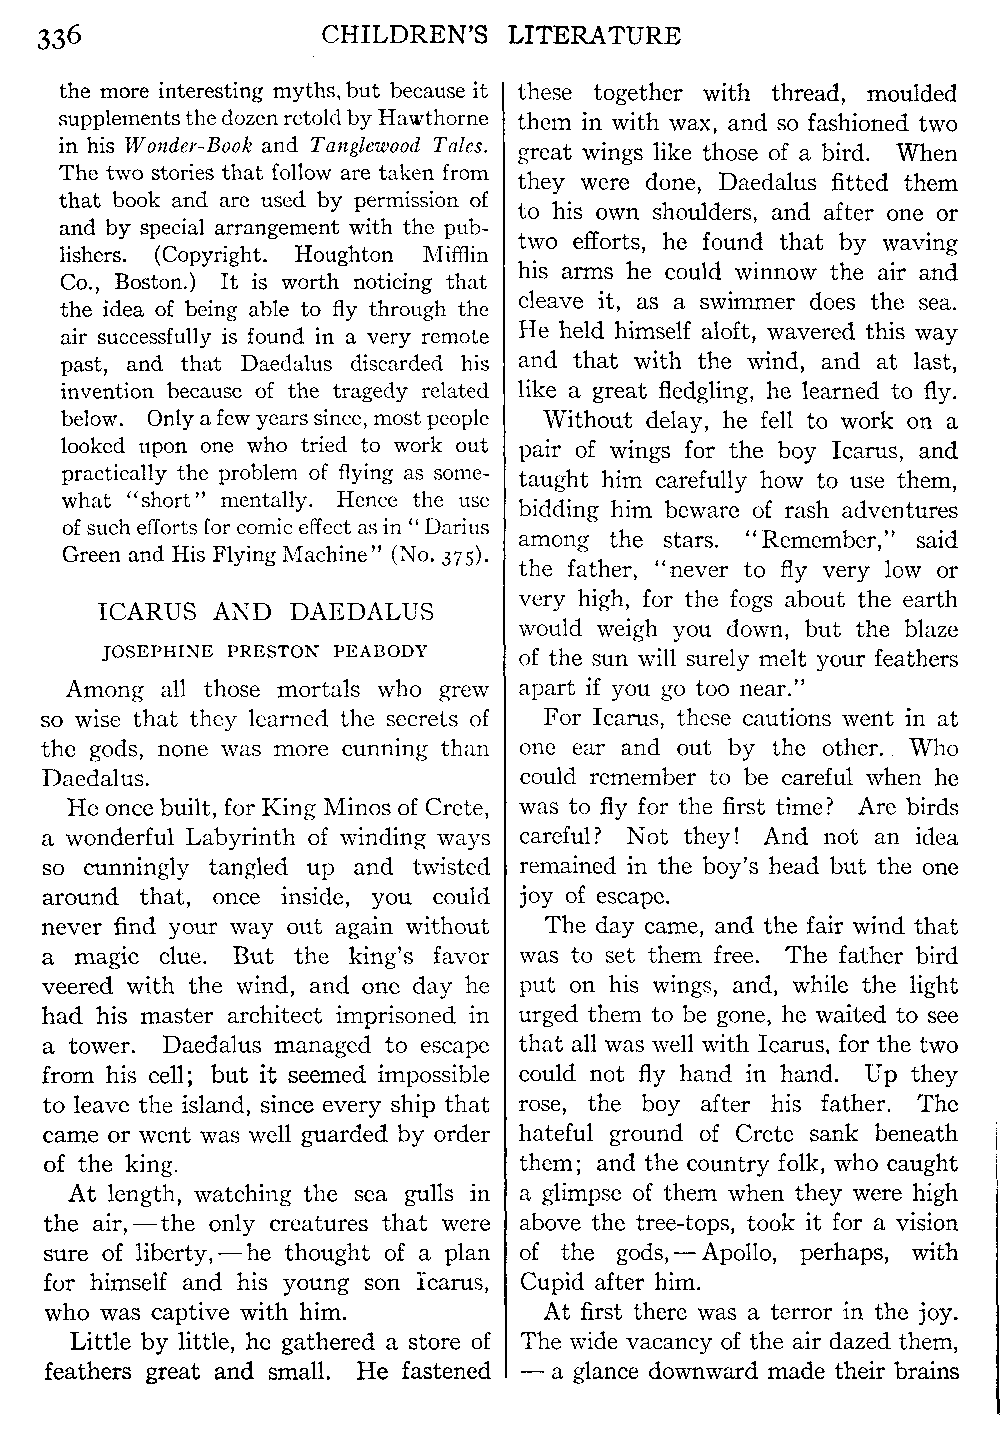 336
CHILDREN'S LITERATURE
the more interesting myths, but because it
supplements the dozen retold by Hawthorne
in his Wonder-Book and Tanglewood Tales.
The two stories that follow are taken from
that book and are used by permission of
and by special arrangement with the pub-
lishers. (Copyright. Houghton Mifflin
Co., Boston.) It is worth noticing that
the idea of being able to fly through the
air successfully is found in a very remote
past, and that Daedalus discarded his
invention because of the tragedy related
below. Only a few years since, most people
looked upon one who tried to work out
practically the problem of flying as some-
what "short" mentally. Hence the use
of such efforts for comic effect as in "Darius
Green and His Flying Machine" (No. 375).
ICARUS AND DAEDALUS
JOSEPHINE PRESTON PEABODY
Among all those mortals who grew
so wise that they learned the secrets of
the gods, none was more cunning than
Daedalus.
He once built, for King Minos of Crete,
a wonderful Labyrinth of winding ways
so cunningly tangled up and twisted
around that, once inside, you could
never find your way out again without
a magic clue. But the king's favor
veered with the wind, and one day he
had his master architect imprisoned in
a tower. Daedalus managed to escape
from his cell; but it seemed impossible
to leave the island, since every ship that
came or went was well guarded by order
of the king.
At length, watching the sea gulls in
the air,—the only creatures that were
sure of liberty,—he thought of a plan
for himself and his young son Icarus,
who was captive with him.
Little by little, he gathered a store of
feathers great and small. He fastened
these together with thread, moulded
them in with wax, and so fashioned two
great wings like those of a bird. When
they were done, Daedalus fitted them
to his own shoulders, and after one or
two efforts, he found that by waving
his arms he could winnow the air and
cleave it, as a swimmer does the sea.
He held himself aloft, wavered this way
and that with the wind, and at last,
like a great fledgling, he learned to fly.
Without delay, he fell to work on a
pair of wings for the boy Icarus, and
taught him carefully how to use them,
bidding him beware of rash adventures
among the stars. "Remember," said
the father, "never to fly very low or
very high, for the fogs about the earth
would weigh you down, but the blaze
of the sun will surely melt your feathers
apart if you go too near."
For Icarus, these cautions went in at
one ear and out by the other. Who
could remember to be careful when he
was to fly for the first time? Are birds
careful? Not they! And not an idea
remained in the boy's head but the one
joy of escape.
The day came, and the fair wind that
was to set them free. The father bird
put on his wings, and, while the light
urged them to be gone, he waited to see
that all was well with Icarus, for the two
could not fly hand in hand. Up they
rose, the boy after his father. The
hateful ground of Crete sank beneath
them; and the country folk, who caught
a glimpse of them when they were high
above the tree-tops, took it for a vision
of the gods,—Apollo, perhaps, with
Cupid after him.
At first there was a terror in the joy.
The wide vacancy of the air dazed them,
—a glance downward made their brains